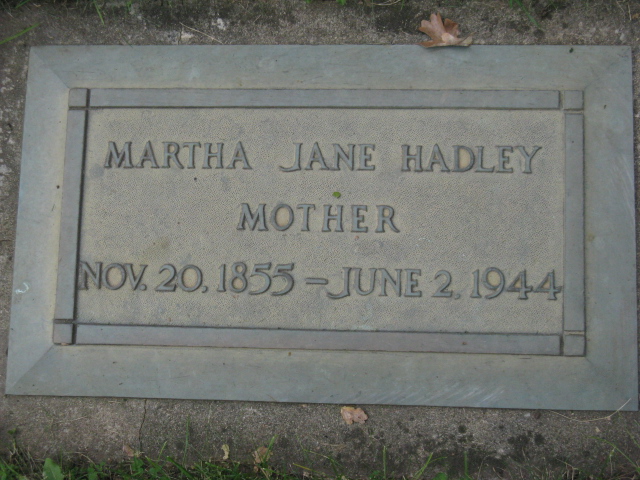 MARTHA JANE HADLEY
MOTHER
NOV. 20, 1855 – JUNE 2, 1944